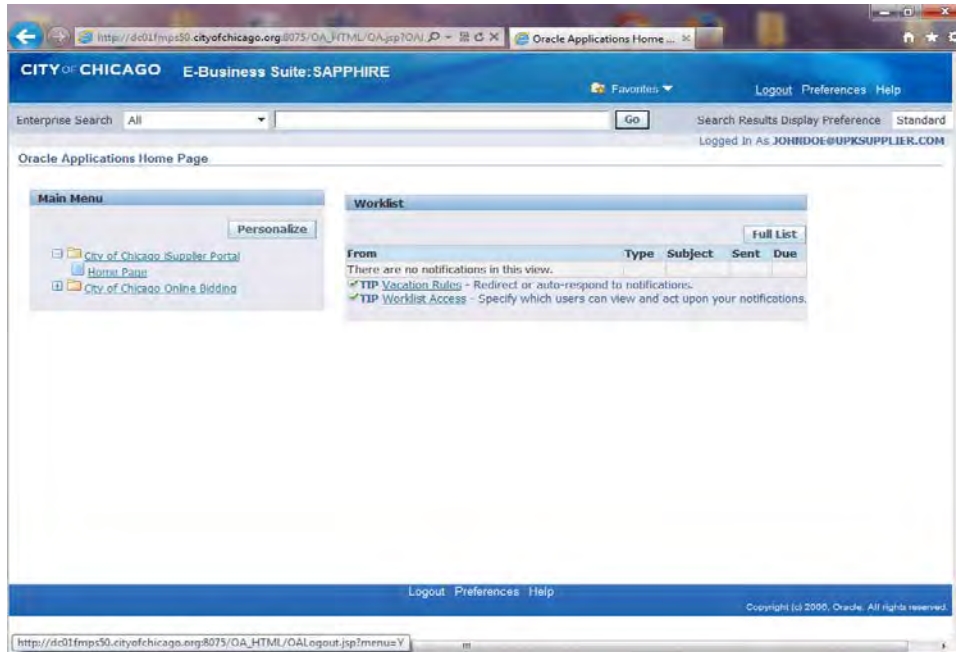 http://dc01fmps50.cityofchicago.org:8075/OA_HTML/OA.jsp?OAI
Oracle Applications Home ...
CITY OF CHICAGO E-Business Suite: SAPPHIRE
Favorites
Logout Preferences Help
Enterprise Search All
Go
Search Results Display Preference Standard
Logged In As JOHNDOE@UPKSUPPLIER.COM
Oracle Applications Home Page
Main Menu
Personalize
City of Chicago iSupplier Portal
Home Page
City of Chicago Online Bidding
Worklist
Full List
From Type Subject Sent Due
There are no notifications in this view.
TIP Vacation Rules - Redirect or auto-respond to notifications.
TIP Worklist Access - Specify which users can view and act upon your notifications.
Logout Preferences Help
Copyright (c) 2006, Oracle. All rights reserved.
http://dc01fmps50.cityofchicago.org:8075/OA_HTML/OALogout.jsp?menu=Y